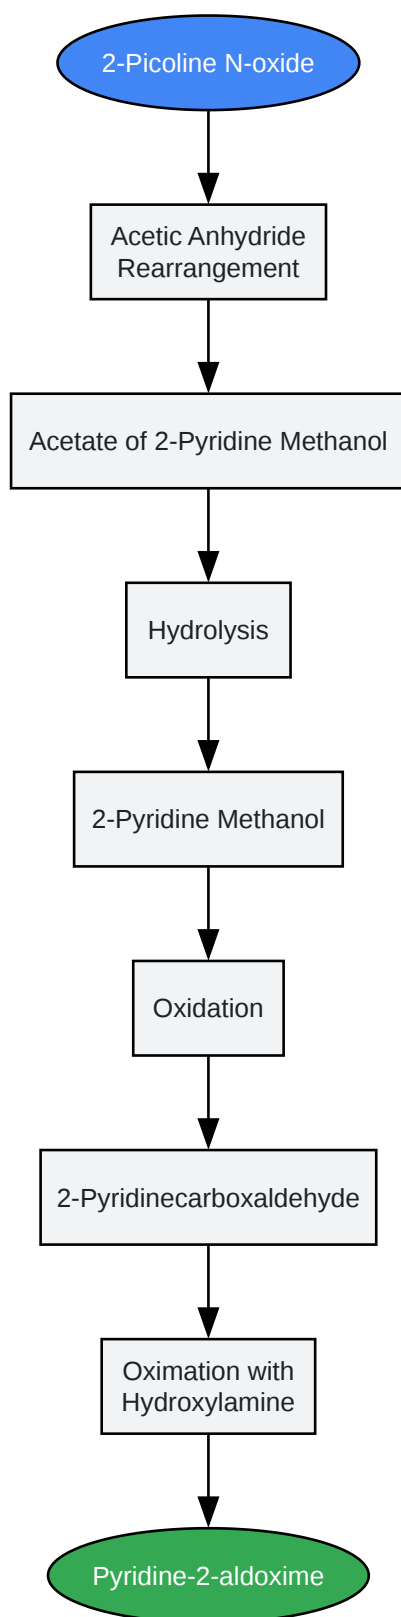 2-Picoline N-oxide
Acetic Anhydride
Rearrangement
Acetate of 2-Pyridine Methanol
Hydrolysis
2-Pyridine Methanol
Oxidation
2-Pyridinecarboxaldehyde
Oximation with
Hydroxylamine
Pyridine-2-aldoxime